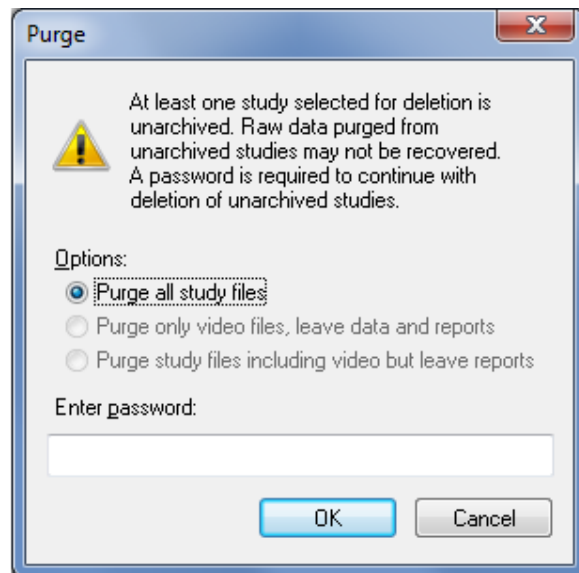 Purge
At least one study selected for deletion is
unarchived. Raw data purged from
unarchived studies may not be recovered.
A password is required to continue with
deletion of unarchived studies.
Options:
Purge all study files
Purge only video files, leave data and reports
Purge study files including video but leave reports
Enter password:
OK
Cancel